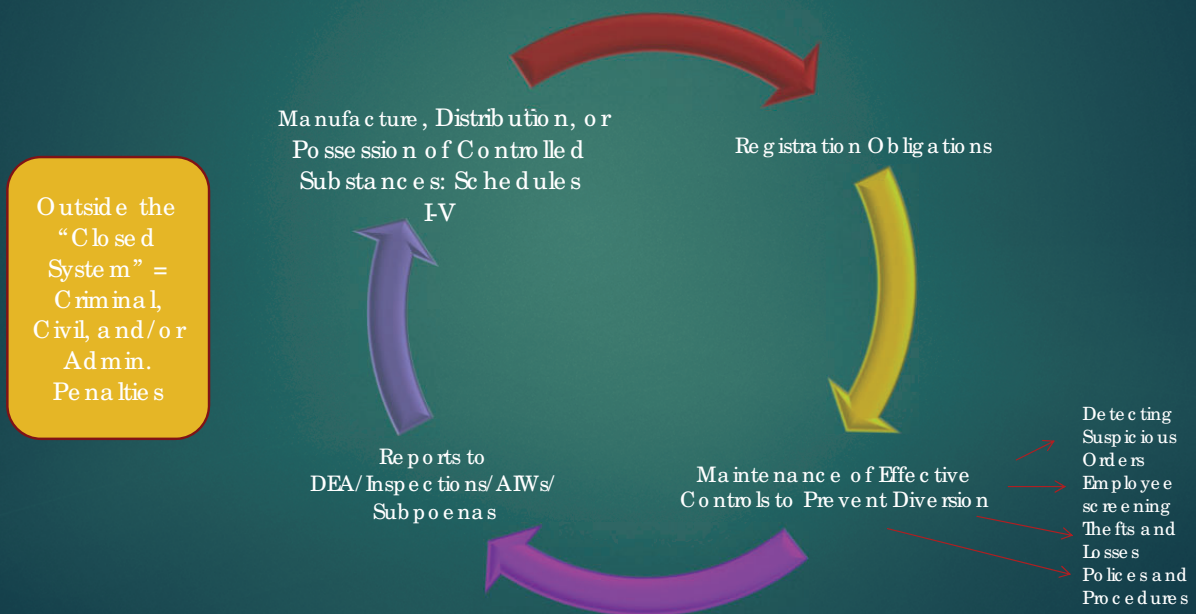 Manufacture, Distribution, or
Possession of Controlled
Substances: Schedules
I-V
Registration Obligations
Outside the
“Closed
System” =
Criminal,
Civil, and/or
Admin.
Penalties
Reports to
DEA/Inspections/AIWs/
Subpoenas
Maintenance of Effective
Controls to Prevent Diversion
Detecting
Suspicious
Orders
Employee
screening
Thefts and
Losses
Polices and
Procedures